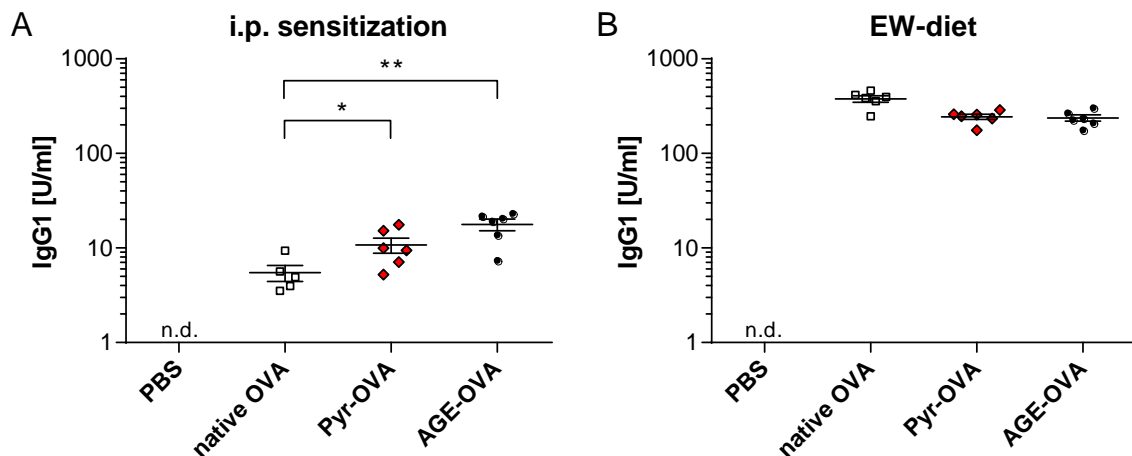 A
i.p. sensitization
IgG1 [U/ml]
1000
100
10
1
**
*
n.d.
PBS
native OVA
Pyr-OVA
AGE-OVA
B
EW-diet
IgG1 [U/ml]
1000
100
10
1
n.d.
PBS
native OVA
Pyr-OVA
AGE-OVA